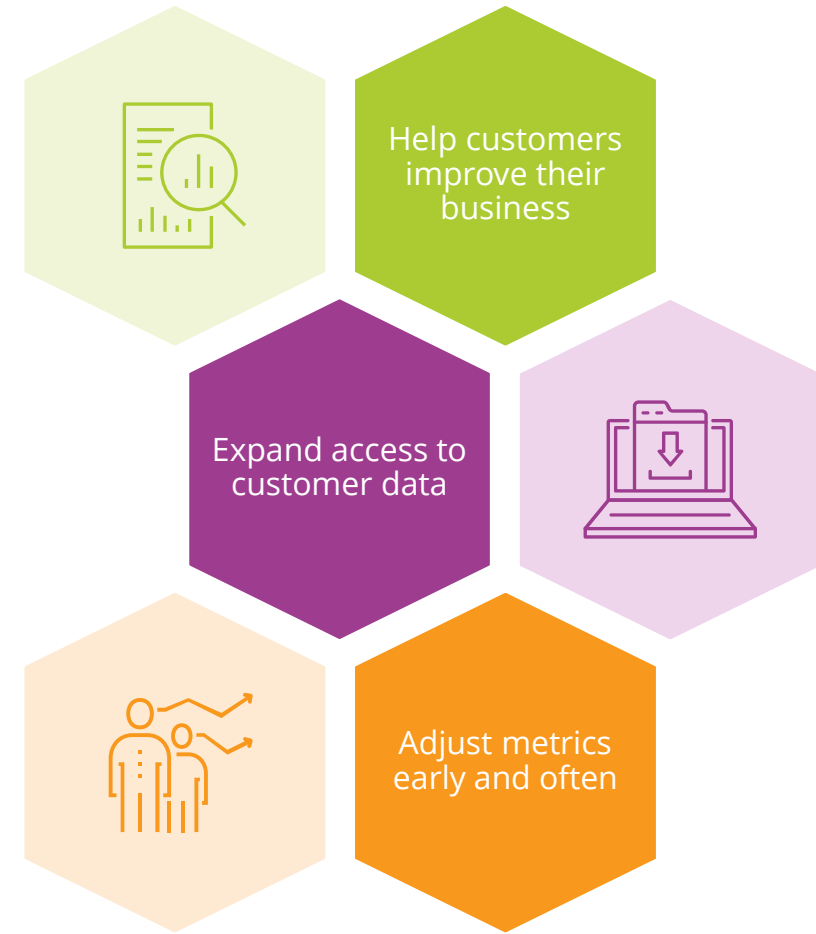 Help customers
improve their
business
Expand access to
customer data
Adjust metrics
early and often